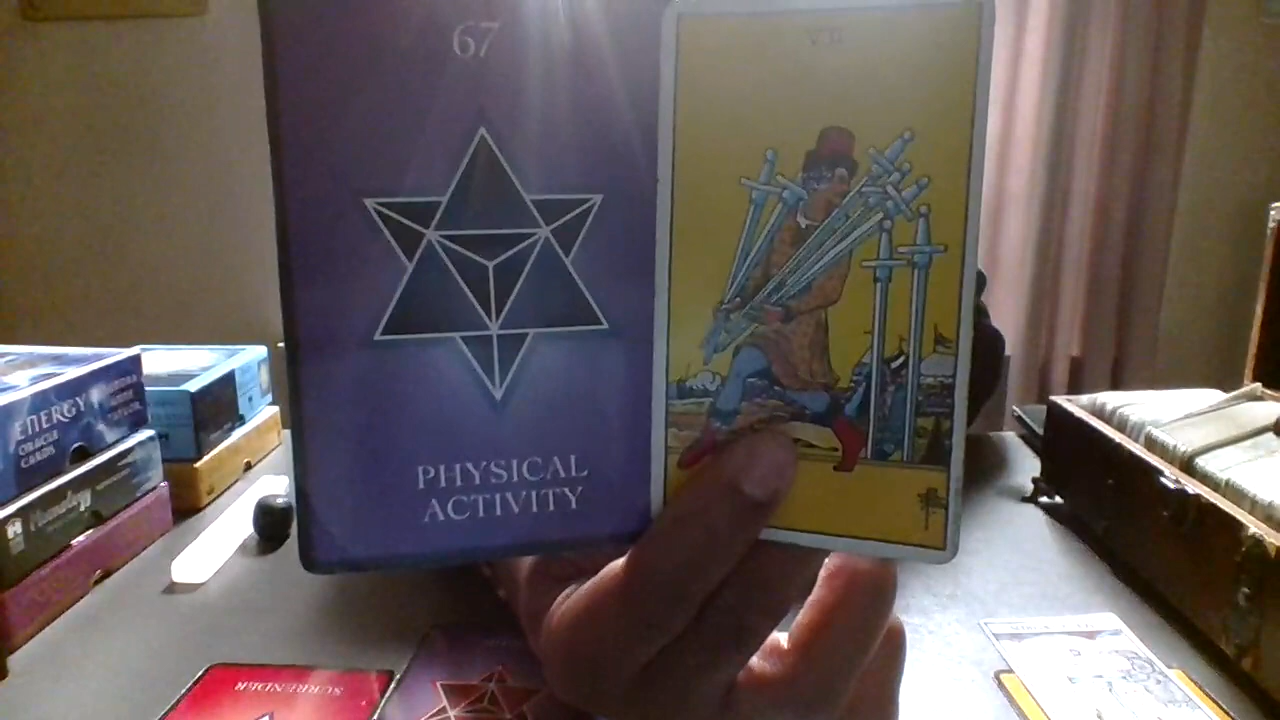 67
VII
PHYSICAL
ACTIVITY
ENERGY
ORACLE
CARDS
SURRENDER